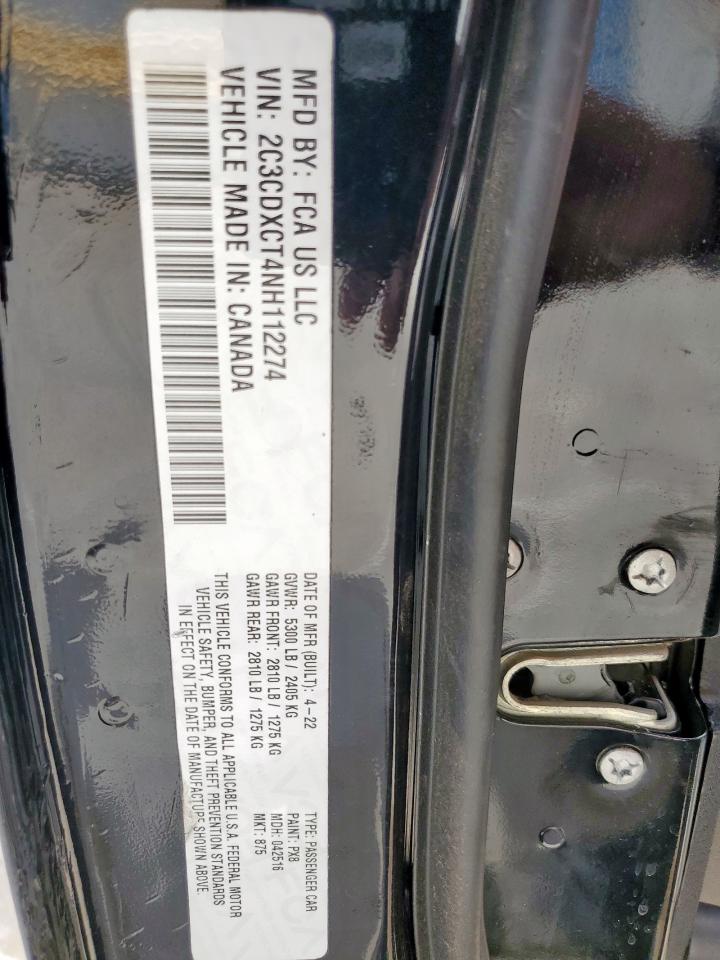 MFD BY: FCA US LLC
VIN: 2C3CDXCT4NH112274
VEHICLE MADE IN: CANADA
DATE OF MFR (BUILT): 4-22
GVWR: 5300 LB / 2405 KG
GAWR FRONT: 2810 LB / 1275 KG
GAWR REAR: 2810 LB / 1275 KG
TYPE: PASSENGER CAR
PAINT: PX8
MDH: 042516
MKT: 875
THIS VEHICLE CONFORMS TO ALL APPLICABLE U.S.A. FEDERAL MOTOR
VEHICLE SAFETY, BUMPER, AND THEFT PREVENTION STANDARDS
IN EFFECT ON THE DATE OF MANUFACTURE SHOWN ABOVE.